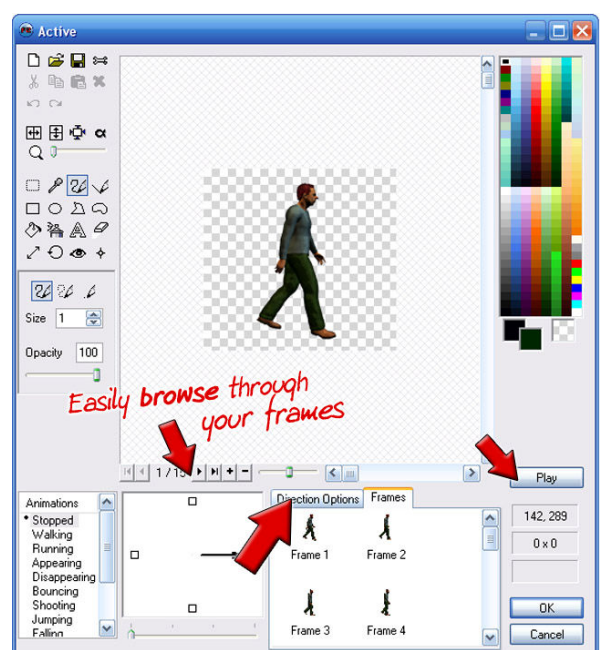 Active
Size 1
Opacity 100
Easily browse through
your frames
Play
Animations
Stopped
Walking
Running
Appearing
Disappearing
Bouncing
Shooting
Jumping
Falling
Direction Options
Frames
Frame 1
Frame 2
Frame 3
Frame 4
142, 289
0 x 0
OK
Cancel